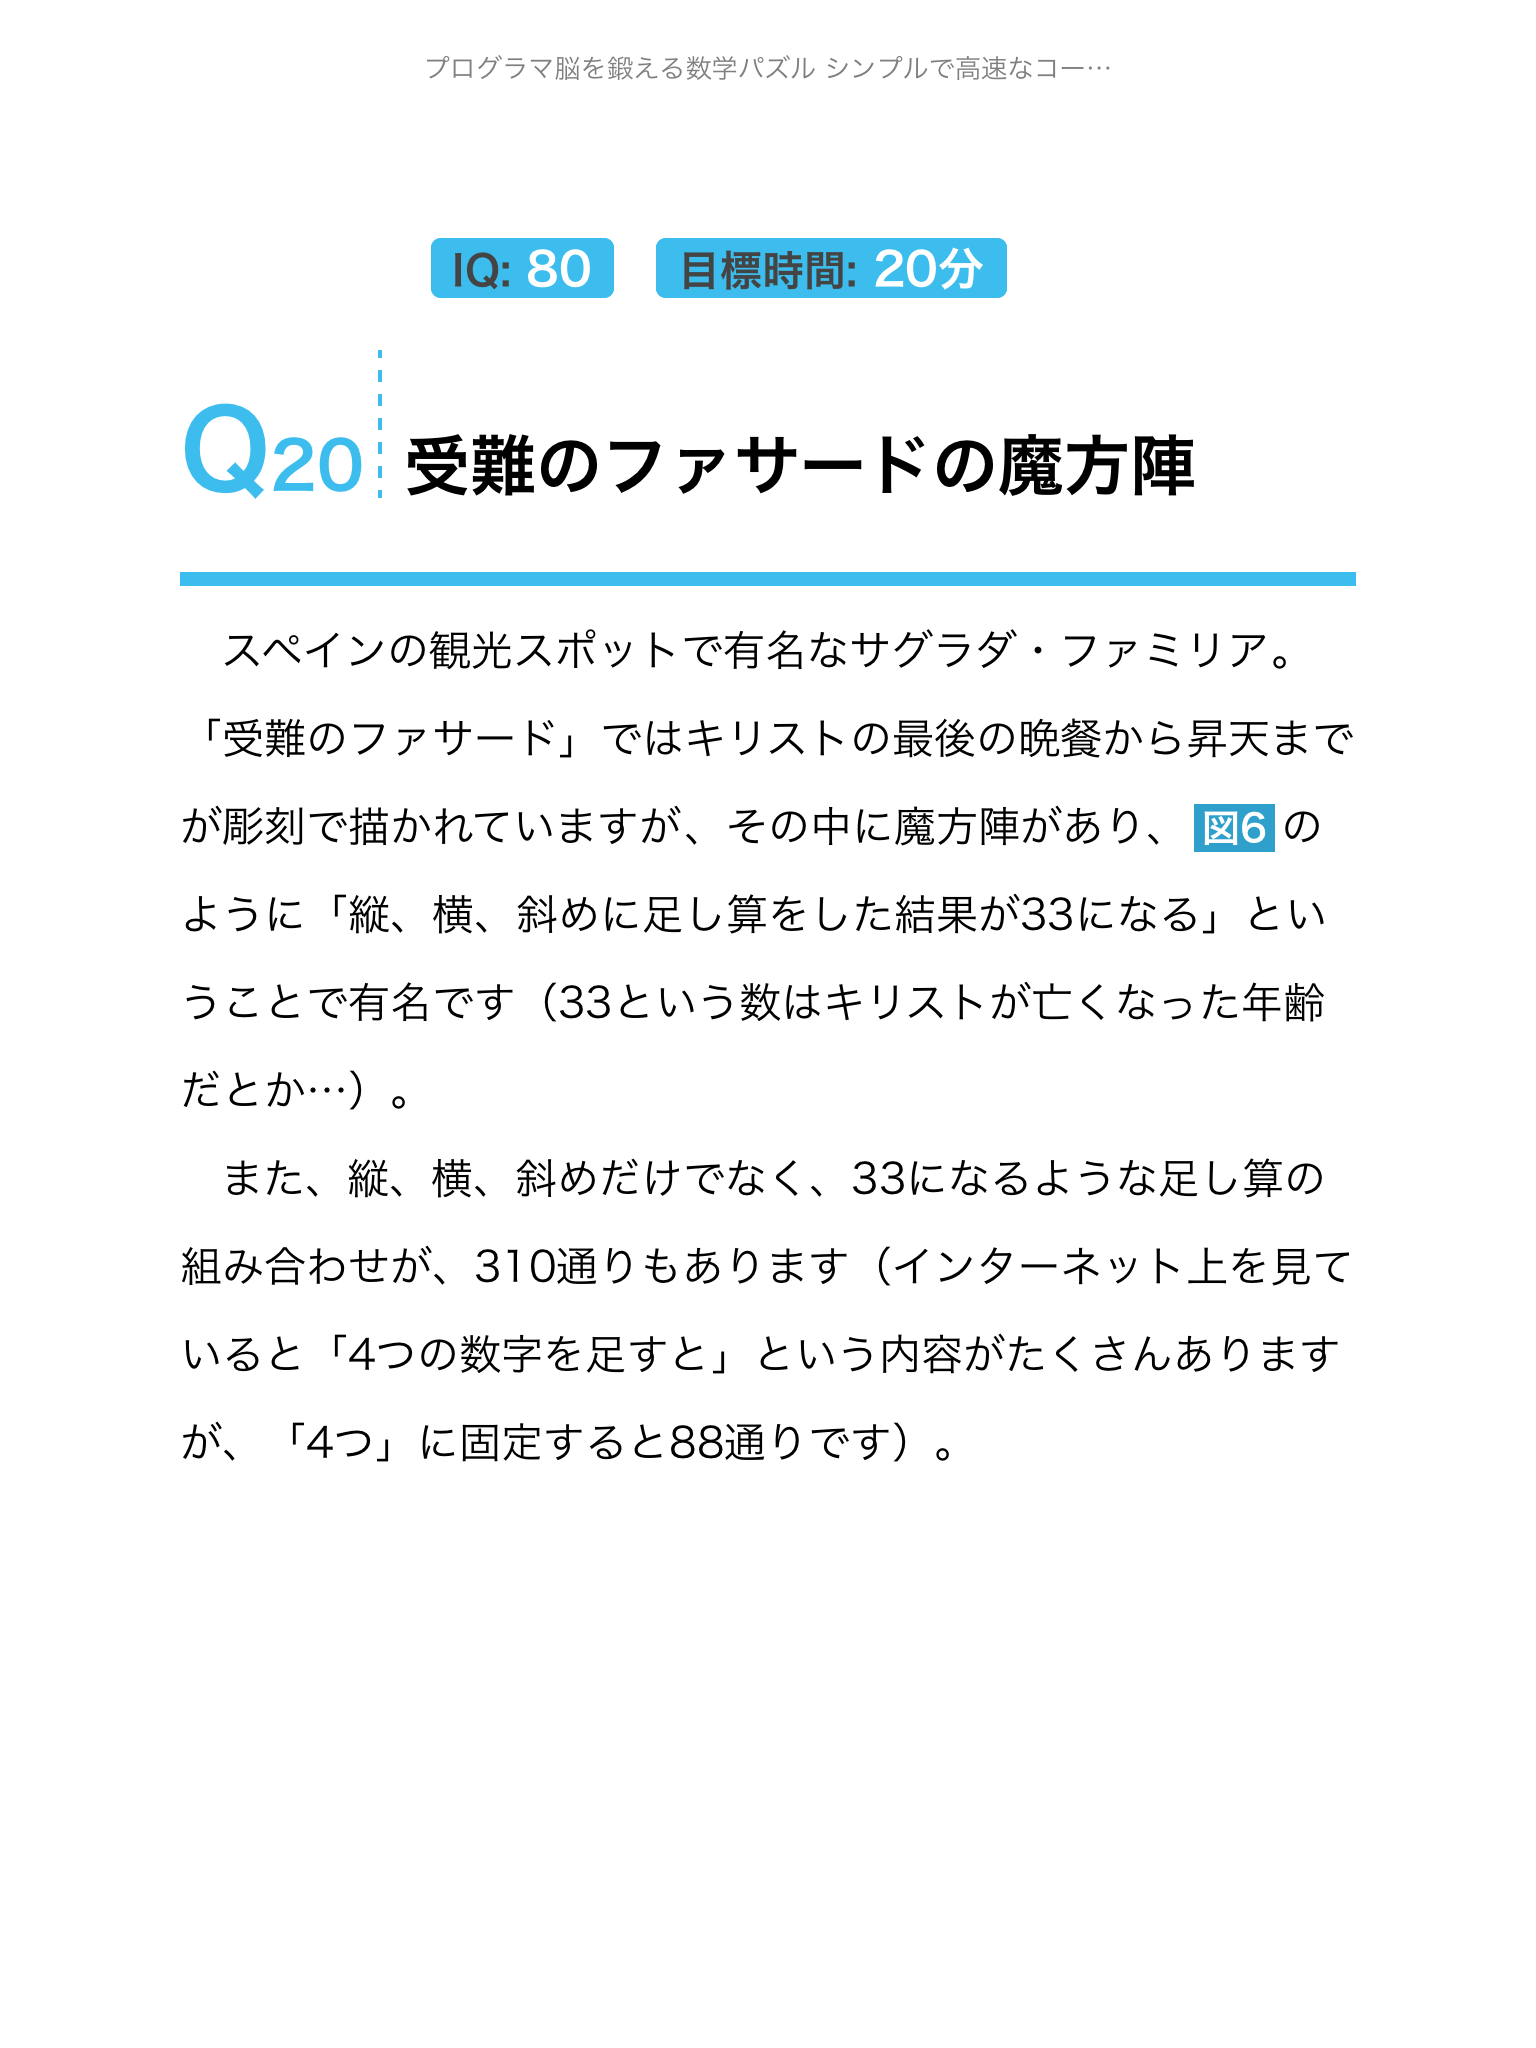 プログラマ脳を鍛える数学パズル シンプルで高速なコー…
IQ: 80 目標時間: 20分
Q20 受難のファサードの魔方陣
スペインの観光スポットで有名なサグラダ・ファミリア。
「受難のファサード」ではキリストの最後の晩餐から昇天まで
が彫刻で描かれていますが、その中に魔方陣があり、図6の
ように「縦、横、斜めに足し算をした結果が33になる」とい
うことで有名です（33という数はキリストが亡くなった年齢
だとか…）。
また、縦、横、斜めだけでなく、33になるような足し算の
組み合わせが、310通りもあります（インターネット上を見て
いると「4つの数字を足すと」という内容がたくさんあります
が、「4つ」に固定すると88通りです）。